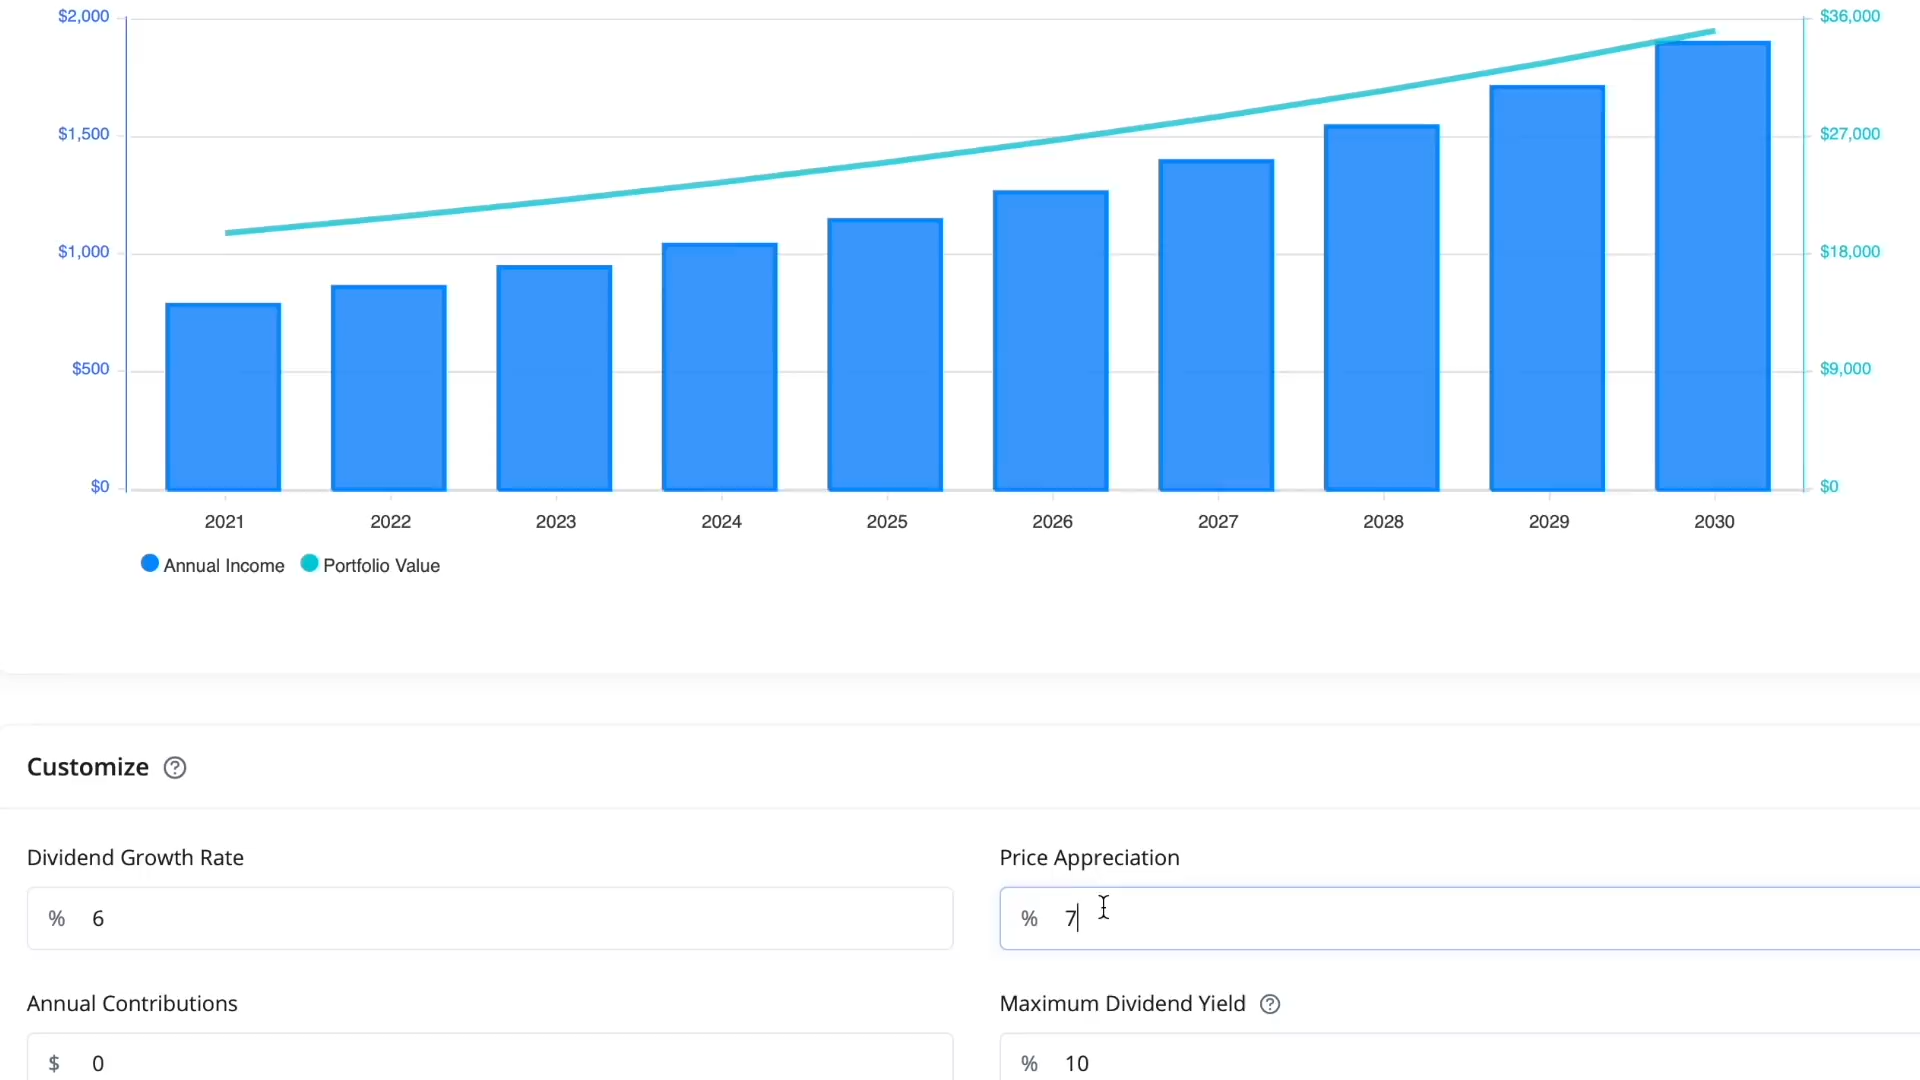 $2,000 $36,000
$1,500 $27,000
$1,000 $18,000
$500 $9,000
$0 $0
2021 2022 2023 2024 2025 2026 2027 2028 2029 2030
Annual Income Portfolio Value
Customize ?
Dividend Growth Rate Price Appreciation
% 6 % 7
Annual Contributions Maximum Dividend Yield ?
$ 0 % 10